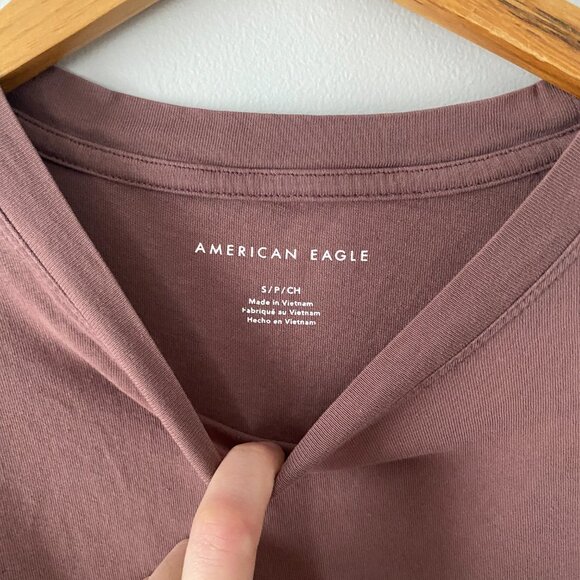 AMERICAN EAGLE
S/P/CH
Made in Vietnam
Fabriqué au Vietnam
Hecho en Vietnam